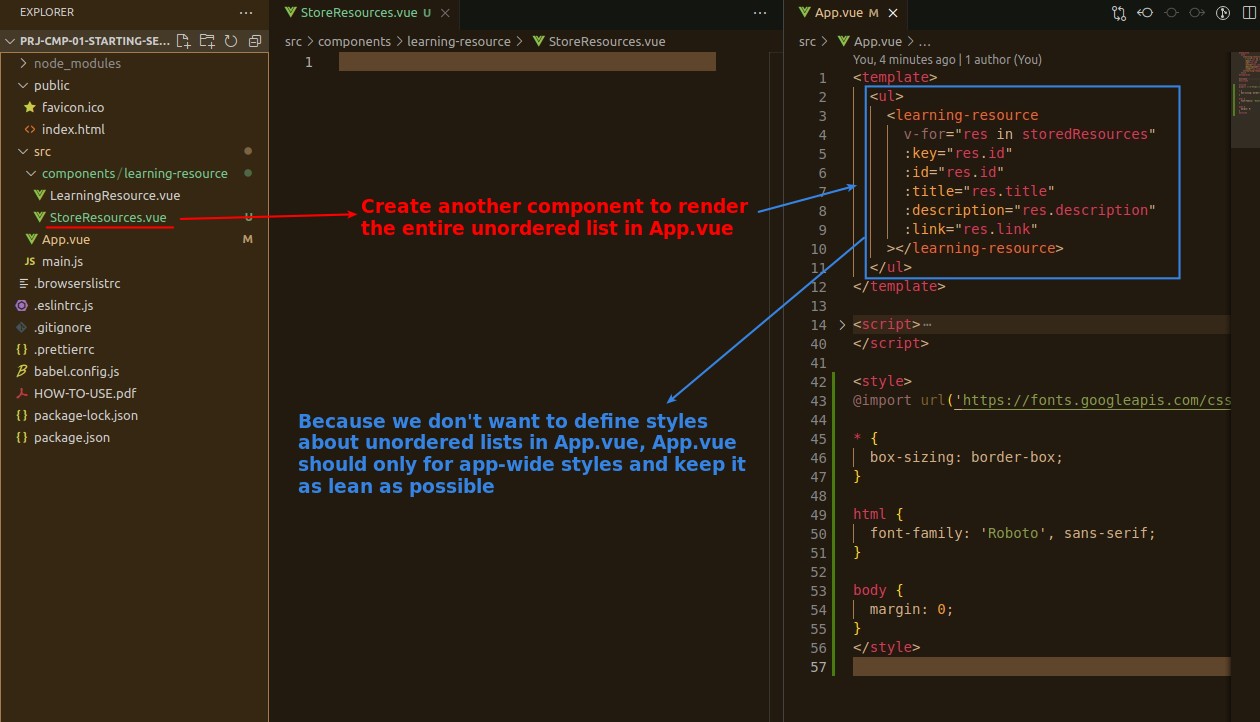 EXPLORER
PRJ-CMP-01-STARTING-SE...
node_modules
public
favicon.ico
index.html
src
components/learning-resource
LearningResource.vue
StoreResources.vue U
App.vue M
JS main.js
.browserslistrc
.eslintrc.js
.gitignore
{ } .prettierrc
babel.config.js
HOW-TO-USE.pdf
{ } package-lock.json
{ } package.json
StoreResources.vue U
src > components > learning-resource > StoreResources.vue
1
Create another component to render
the entire unordered list in App.vue
Because we don't want to define styles
about unordered lists in App.vue, App.vue
should only for app-wide styles and keep it
as lean as possible
App.vue M
src > App.vue > ...
You, 4 minutes ago | 1 author (You)
1 <template>
2 <ul>
3 <learning-resource
4 v-for="res in storedResources"
5 :key="res.id"
6 :id="res.id"
7 :title="res.title"
8 :description="res.description"
9 :link="res.link"
10 ></learning-resource>
11 </ul>
12 </template>
13
14 <script>...
40 </script>
41
42 <style>
43 @import url('https://fonts.googleapis.com/css
44
45 * {
46 box-sizing: border-box;
47 }
48
49 html {
50 font-family: 'Roboto', sans-serif;
51 }
52
53 body {
54 margin: 0;
55 }
56 </style>
57